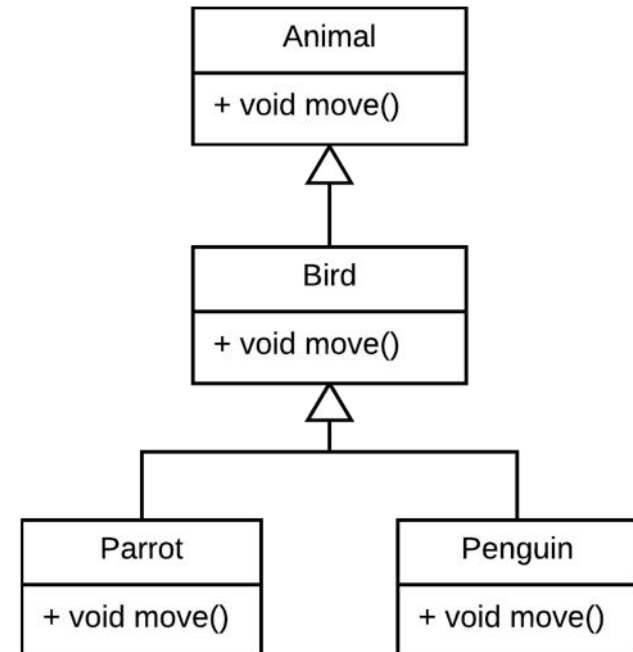 Animal
+ void move()
Bird
+ void move()
Parrot
+ void move()
Penguin
+ void move()